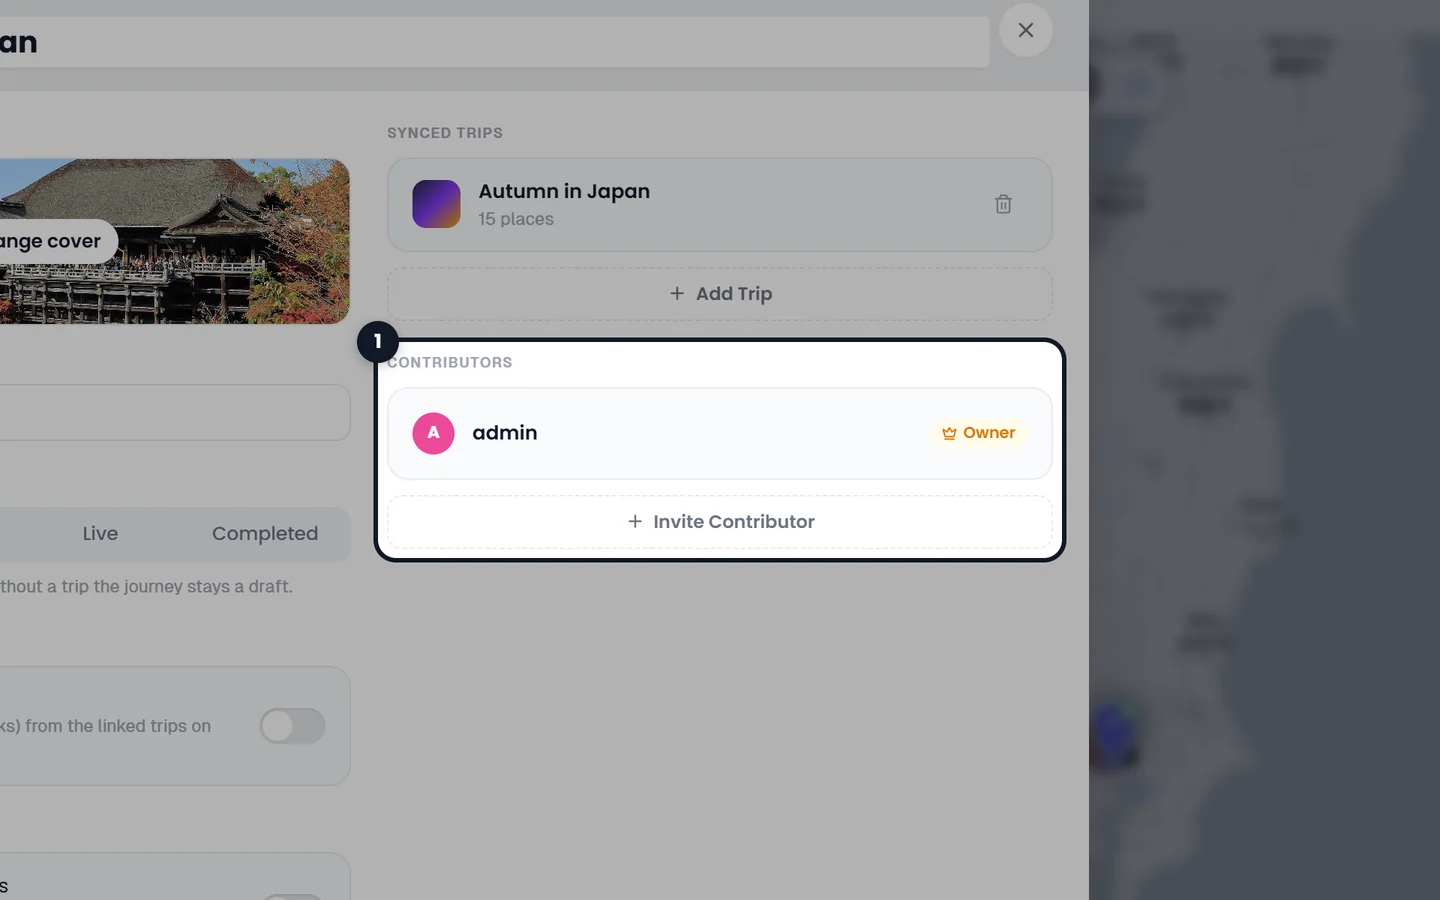 an
SYNCED TRIPS
Autumn in Japan
15 places
ange cover
Add Trip
1
CONTRIBUTORS
A
admin
Owner
Invite Contributor
Live
Completed
thout a trip the journey stays a draft.
ks) from the linked trips on
s